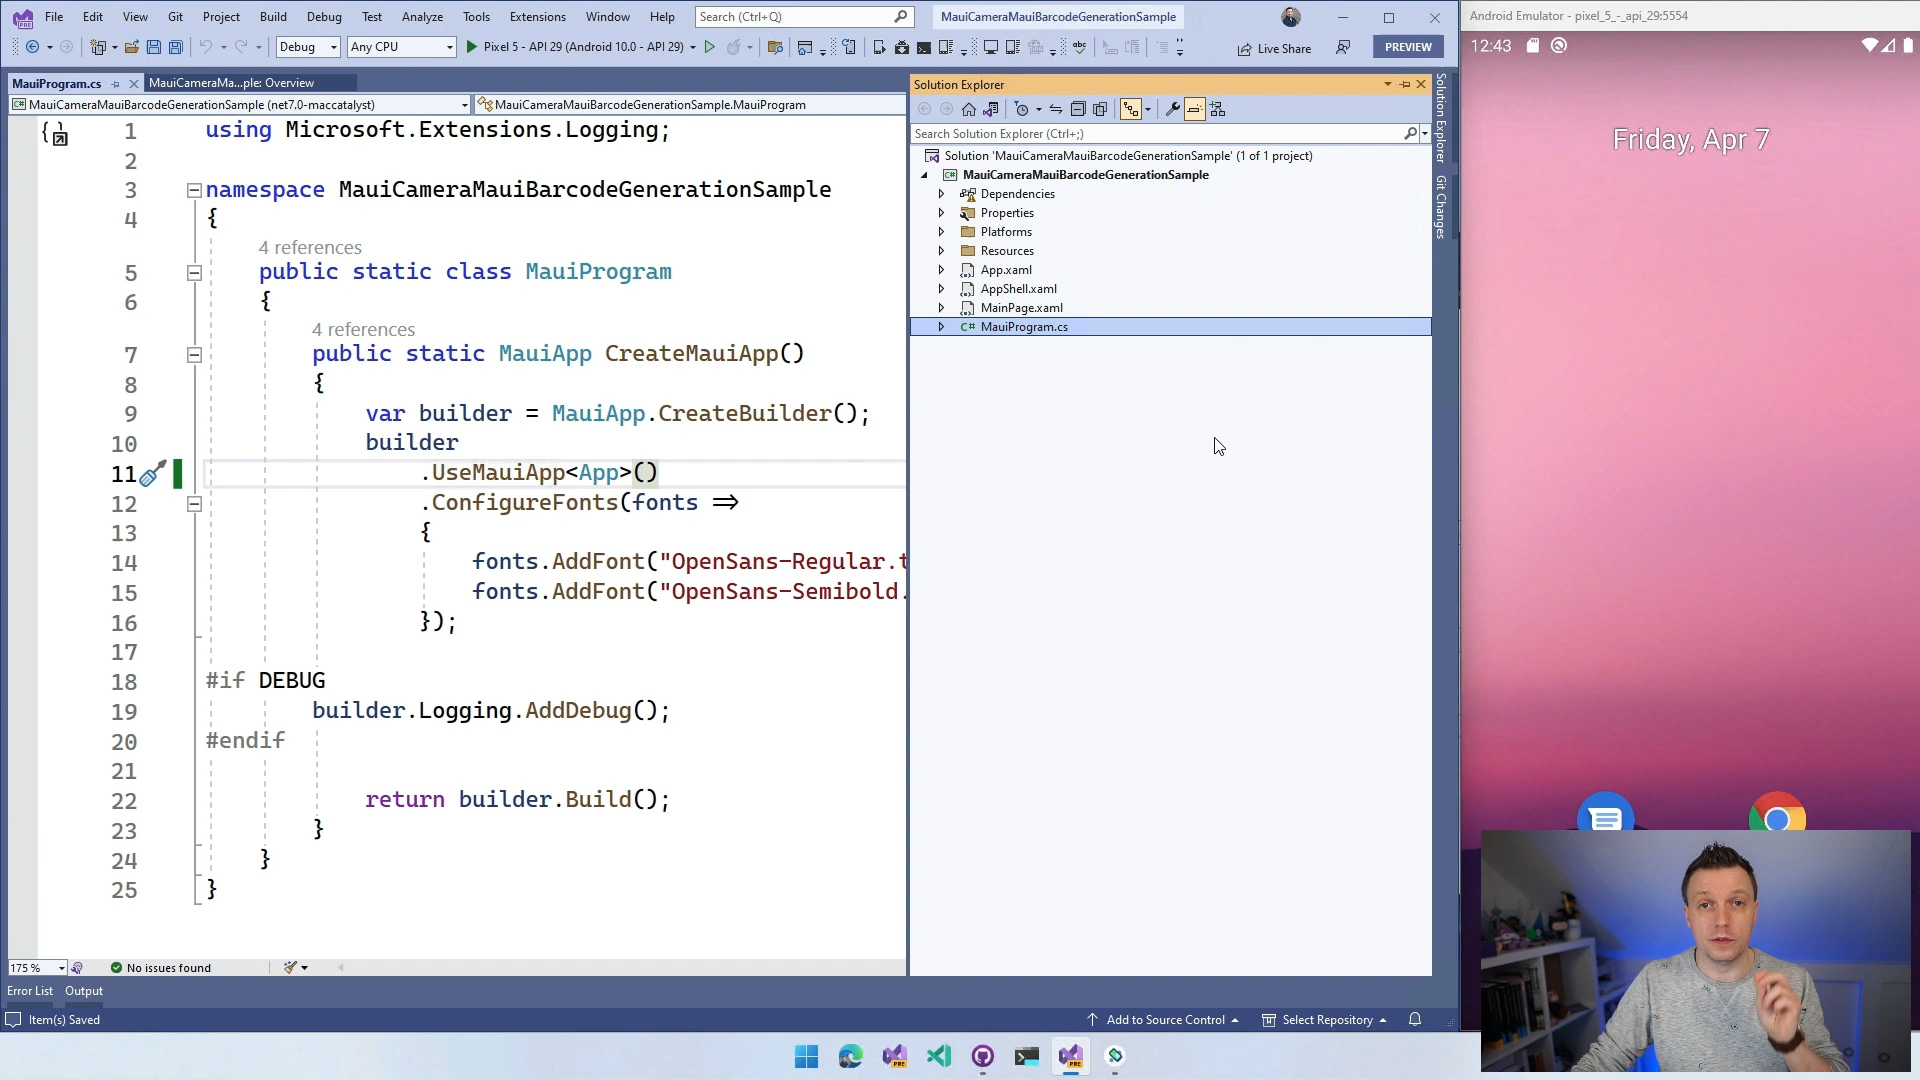 File Edit View Git Project Build Debug Test Analyze Tools Extensions Window Help Search (Ctrl+Q) MauiCameraMauiBarcodeGenerationSample
Android Emulator - pixel_5_-_api_29:5554
Debug Any CPU Pixel 5 - API 29 (Android 10.0 - API 29) Live Share PREVIEW
12:43
MauiProgram.cs MauiCameraMa...ple: Overview
MauiCameraMauiBarcodeGenerationSample (net7.0-maccatalyst) MauiCameraMauiBarcodeGenerationSample.MauiProgram
1 using Microsoft.Extensions.Logging;
2
3 namespace MauiCameraMauiBarcodeGenerationSample
4 {
4 references
5 public static class MauiProgram
6 {
4 references
7 public static MauiApp CreateMauiApp()
8 {
9 var builder = MauiApp.CreateBuilder();
10 builder
11 .UseMauiApp<App>()
12 .ConfigureFonts(fonts =>
13 {
14 fonts.AddFont("OpenSans-Regular.t
15 fonts.AddFont("OpenSans-Semibold.
16 });
17
18 #if DEBUG
19 builder.Logging.AddDebug();
20 #endif
21
22 return builder.Build();
23 }
24 }
25 }
175 % No issues found
Error List Output
Item(s) Saved
Add to Source Control Select Repository
Solution Explorer
Search Solution Explorer (Ctrl+;)
Solution 'MauiCameraMauiBarcodeGenerationSample' (1 of 1 project)
MauiCameraMauiBarcodeGenerationSample
Dependencies
Properties
Platforms
Resources
App.xaml
AppShell.xaml
MainPage.xaml
C# MauiProgram.cs
Solution Explorer
Git Changes
Friday, Apr 7